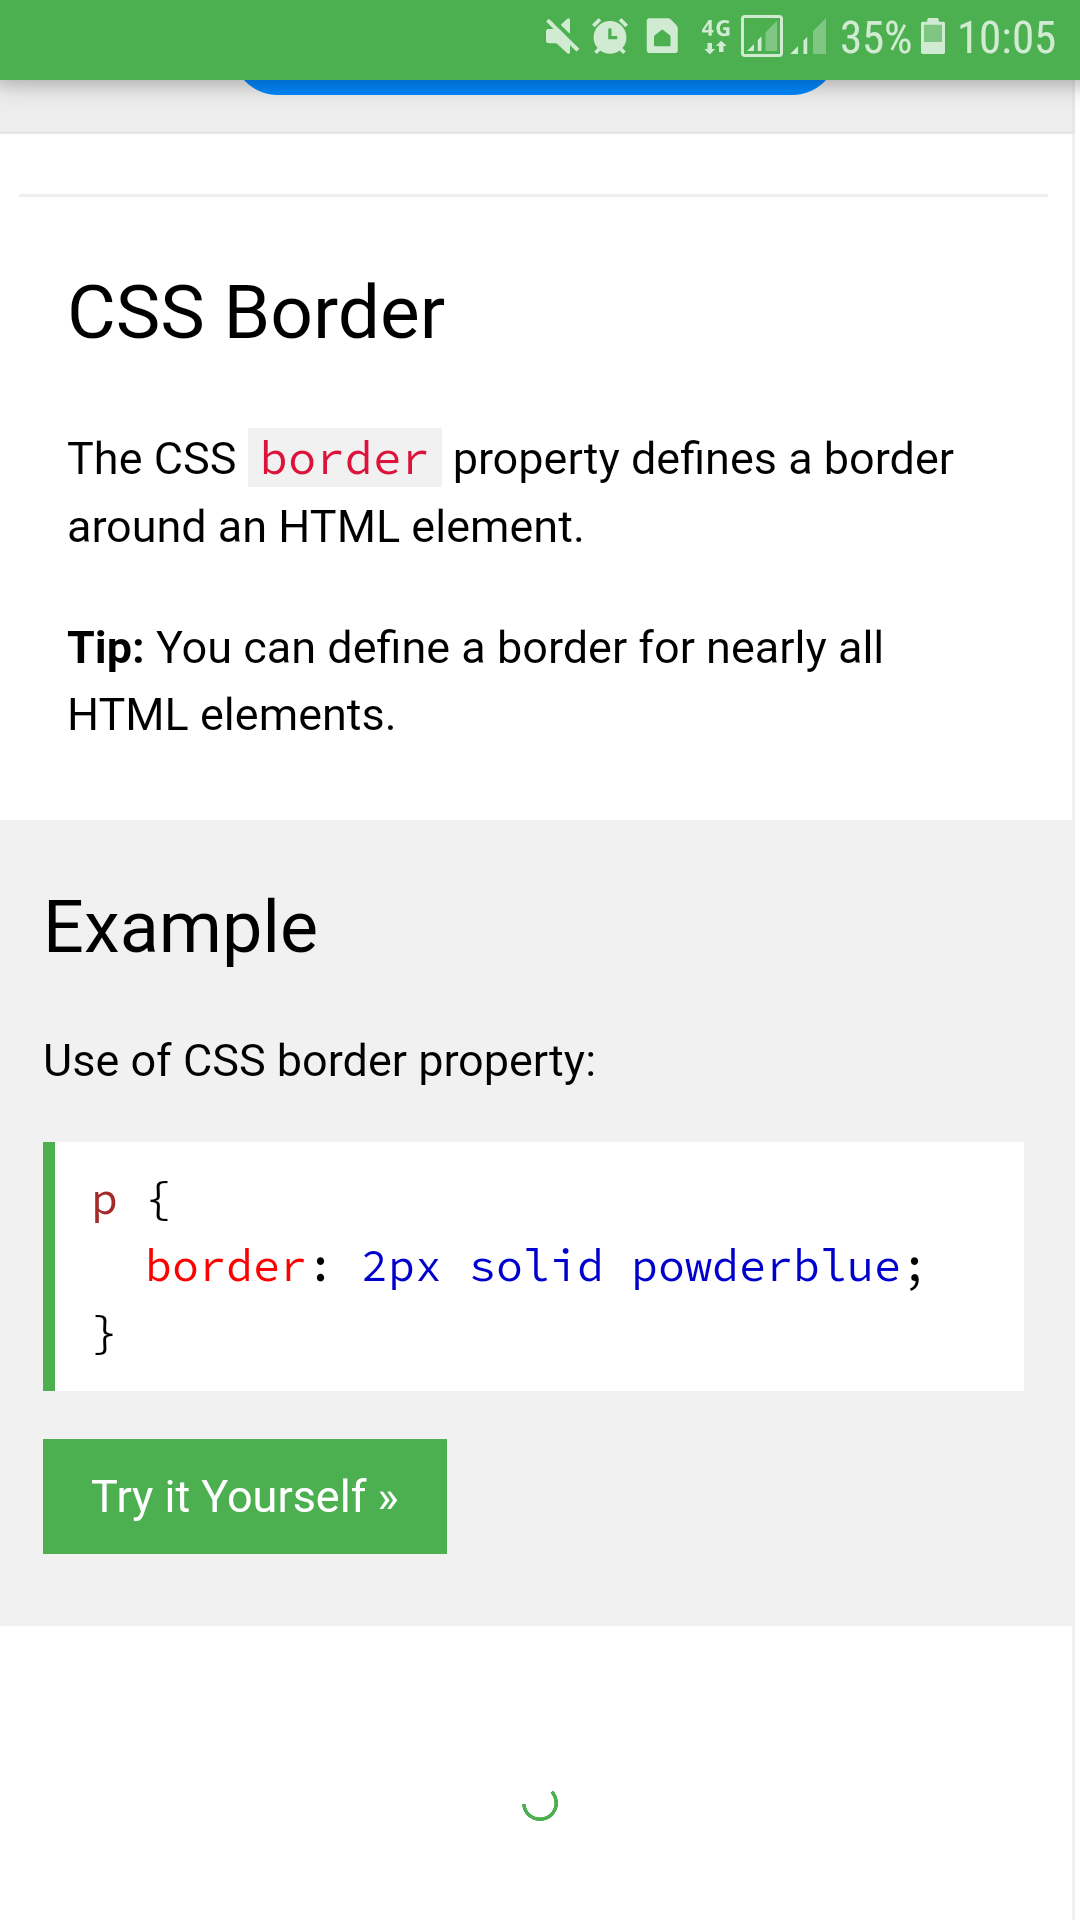 4G 35% 10:05
CSS Border
The CSS border property defines a border
around an HTML element.
Tip: You can define a border for nearly all
HTML elements.
Example
Use of CSS border property:
p {
border: 2px solid powderblue;
}
Try it Yourself »